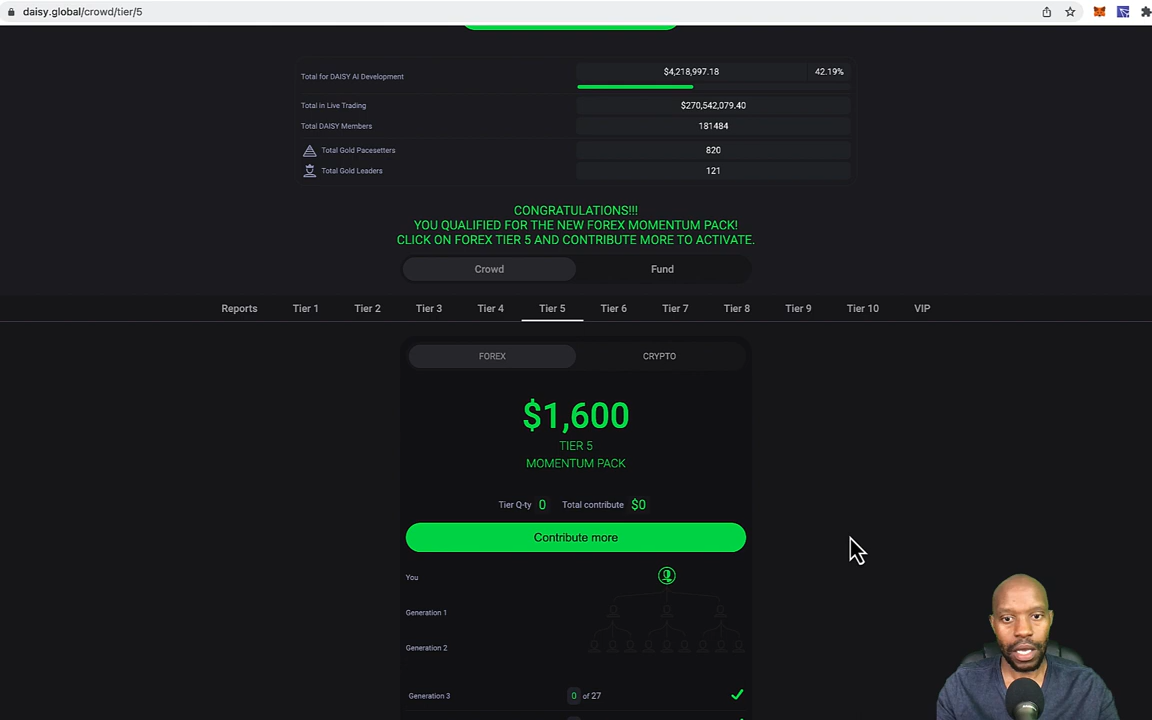 daisy.global/crowd/tier/5
Total for DAISY AI Development $4,218,997.18 42.19%
Total in Live Trading $270,542,079.40
Total DAISY Members 181484
Total Gold Pacesetters 820
Total Gold Leaders 121
CONGRATULATIONS!!!
YOU QUALIFIED FOR THE NEW FOREX MOMENTUM PACK!
CLICK ON FOREX TIER 5 AND CONTRIBUTE MORE TO ACTIVATE.
Crowd Fund
Reports Tier 1 Tier 2 Tier 3 Tier 4 Tier 5 Tier 6 Tier 7 Tier 8 Tier 9 Tier 10 VIP
FOREX CRYPTO
$1,600
TIER 5
MOMENTUM PACK
Tier Q-ty 0 Total contribute $0
Contribute more
You
Generation 1
Generation 2
Generation 3 0 of 27